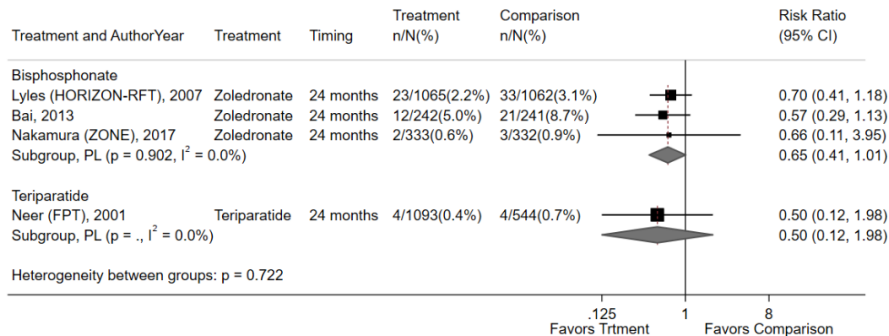 Treatment Comparison Risk Ratio
Treatment and AuthorYear Treatment Timing n/N(%) n/N(%) (95% CI)
Bisphosphonate
Lyles (HORIZON-RFT), 2007 Zoledronate 24 months 23/1065(2.2%) 33/1062(3.1%) 0.70 (0.41, 1.18)
Bai, 2013 Zoledronate 24 months 12/242(5.0%) 21/241(8.7%) 0.57 (0.29, 1.13)
Nakamura (ZONE), 2017 Zoledronate 24 months 2/333(0.6%) 3/332(0.9%) 0.66 (0.11, 3.95)
Subgroup, PL (p = 0.902, I² = 0.0%) 0.65 (0.41, 1.01)
Teriparatide
Neer (FPT), 2001 Teriparatide 24 months 4/1093(0.4%) 4/544(0.7%) 0.50 (0.12, 1.98)
Subgroup, PL (p = ., I² = 0.0%) 0.50 (0.12, 1.98)
Heterogeneity between groups: p = 0.722
.125 1 8
Favors Trtment Favors Comparison